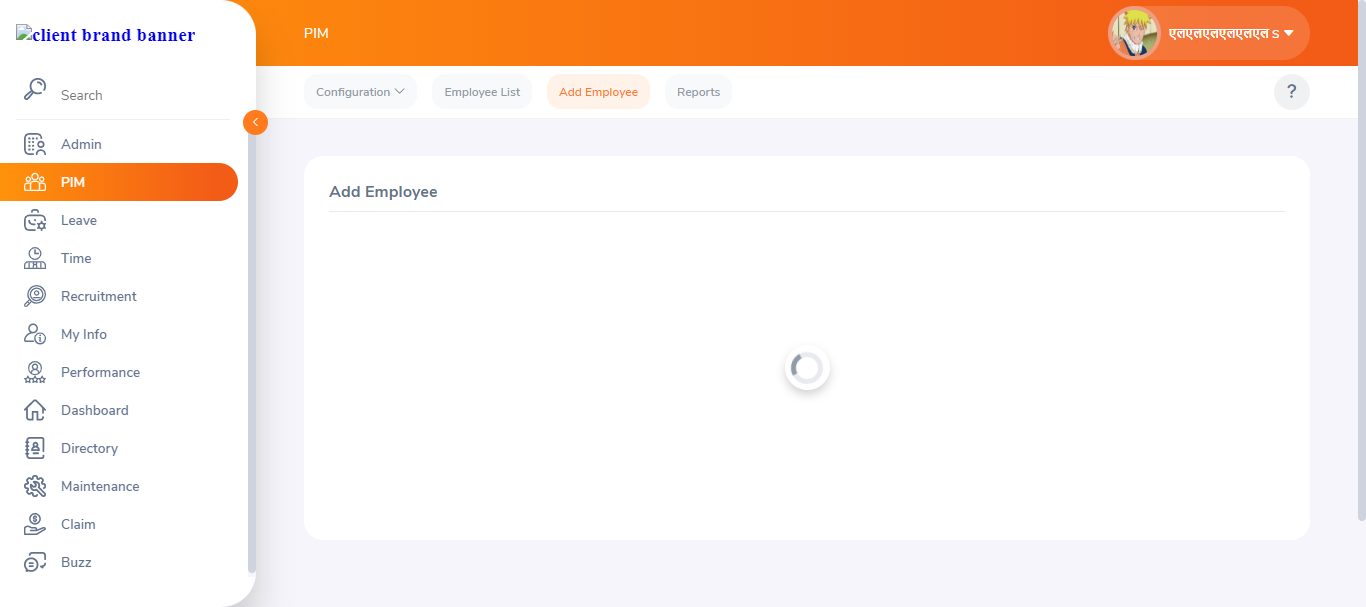 client brand banner
PIM
एलएलएलएलएलएल s
Search
Configuration
Employee List
Add Employee
Reports
?
Admin
PIM
Leave
Time
Recruitment
My Info
Performance
Dashboard
Directory
Maintenance
Claim
Buzz
Add Employee